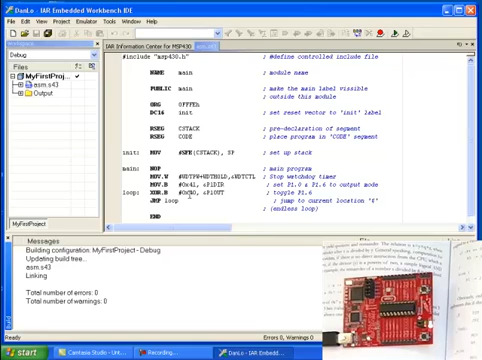 DanLo - IAR Embedded Workbench IDE
File Edit View Project Emulator Tools Window Help
Workspace
Debug
Files
MyFirstProj...
asm.s43
Output
MyFirstProj
IAR Information Center for MSP430
#include "msp430.h" ; #define controlled include file
NAME main ; module name
PUBLIC main ; make the main label vissible
; outside this module
ORG 0FFFEh
DC16 init ; set reset vector to 'init' label
RSEG CSTACK ; pre-declaration of segment
RSEG CODE ; place program in 'CODE' segment
init: MOV #SFE(CSTACK), SP ; set up stack
main: NOP ; main program
MOV.W #WDTPW+WDTHOLD,&WDTCTL ; Stop watchdog timer
MOV.B #0x41, &P1DIR ; set P1.0 & P1.6 to output mode
loop: XOR.B &P1OUT ; toggle P1.6
JMP loop ; jump to current location '$'
; (endless loop)
END
Messages
Building configuration: MyFirstProject - Debug
Updating build tree...
asm.s43
Linking
Total number of errors: 0
Total number of warnings: 0
Build
Ready
Errors 0, Warnings 0
start
Camtasia Studio - Unt...
Recording...
DanLo - IAR Embedd...